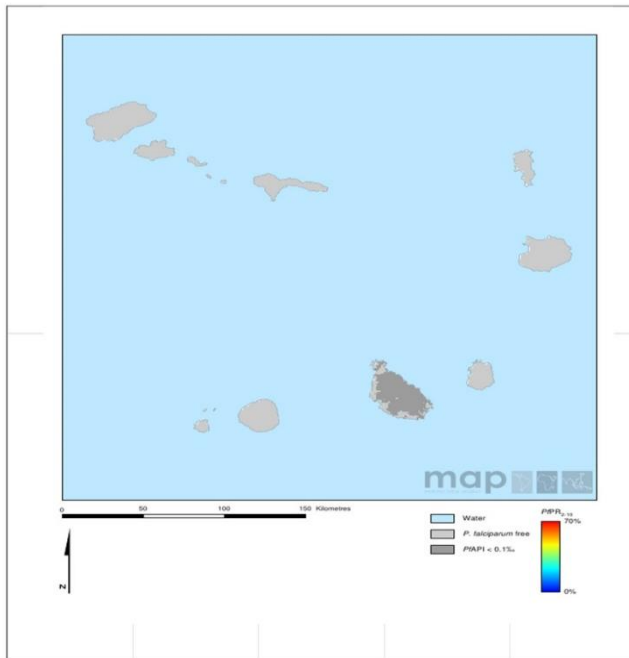 map
0 50 100 150 Kilometres
Water
P. falciparum free
PfAPI < 0.1‰
PfPR2-10
70%
0%
N